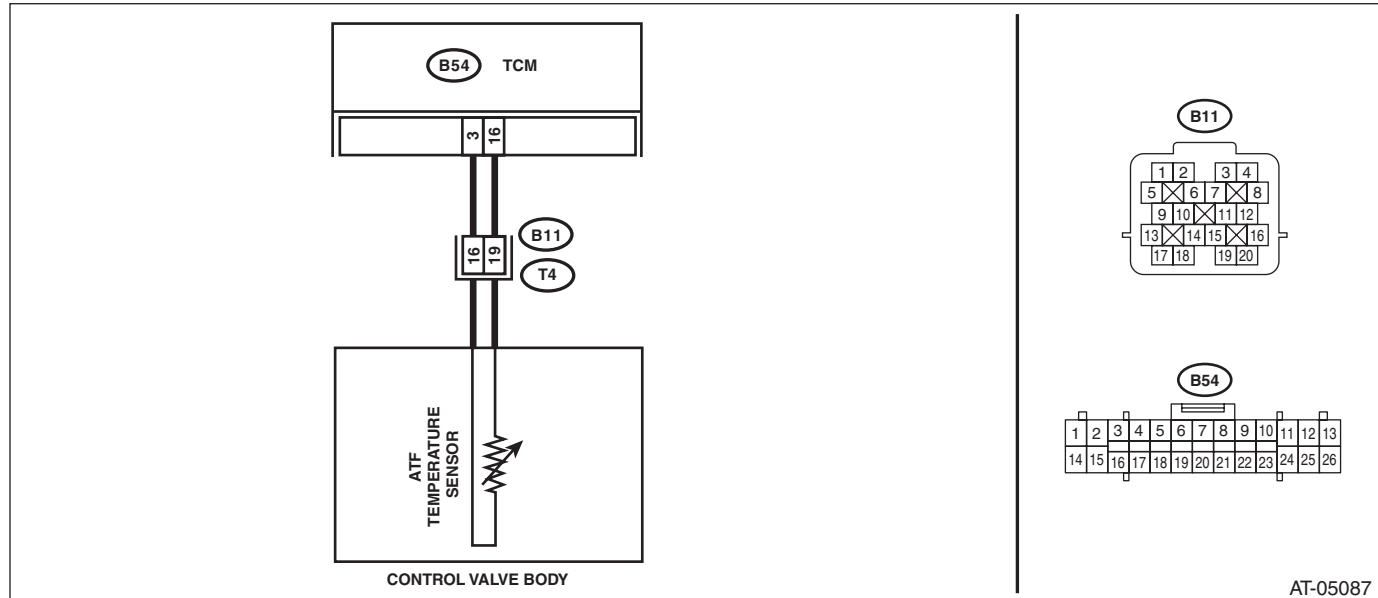 B54 TCM
3 16
B11
16 19
T4
ATF
TEMPERATURE
SENSOR
CONTROL VALVE BODY
B11
1 2 3 4
5 6 7 8
9 10 11 12
13 14 15 16
17 18 19 20
B54
1 2 3 4 5 6 7 8 9 10 11 12 13
14 15 16 17 18 19 20 21 22 23 24 25 26
AT-05087